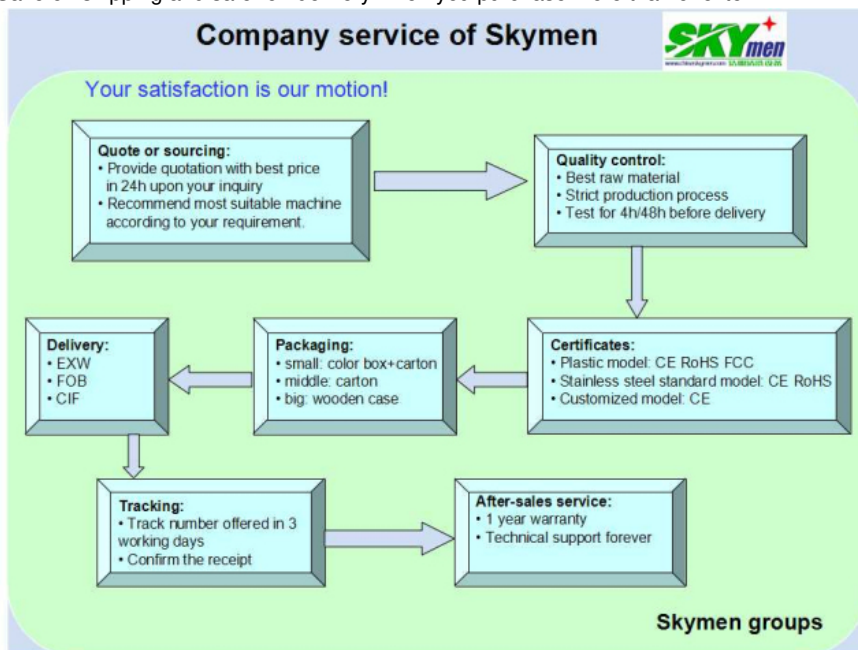 Company service of Skymen
SKYmen
Your satisfaction is our motion!
Quote or sourcing:
• Provide quotation with best price
in 24h upon your inquiry
• Recommend most suitable machine
according to your requirement.
Quality control:
• Best raw material
• Strict production process
• Test for 4h/48h before delivery
Certificates:
• Plastic model: CE RoHS FCC
• Stainless steel standard model: CE RoHS
• Customized model: CE
Packaging:
• small: color box+carton
• middle: carton
• big: wooden case
Delivery:
• EXW
• FOB
• CIF
Tracking:
• Track number offered in 3
working days
• Confirm the receipt
After-sales service:
• 1 year warranty
• Technical support forever
Skymen groups